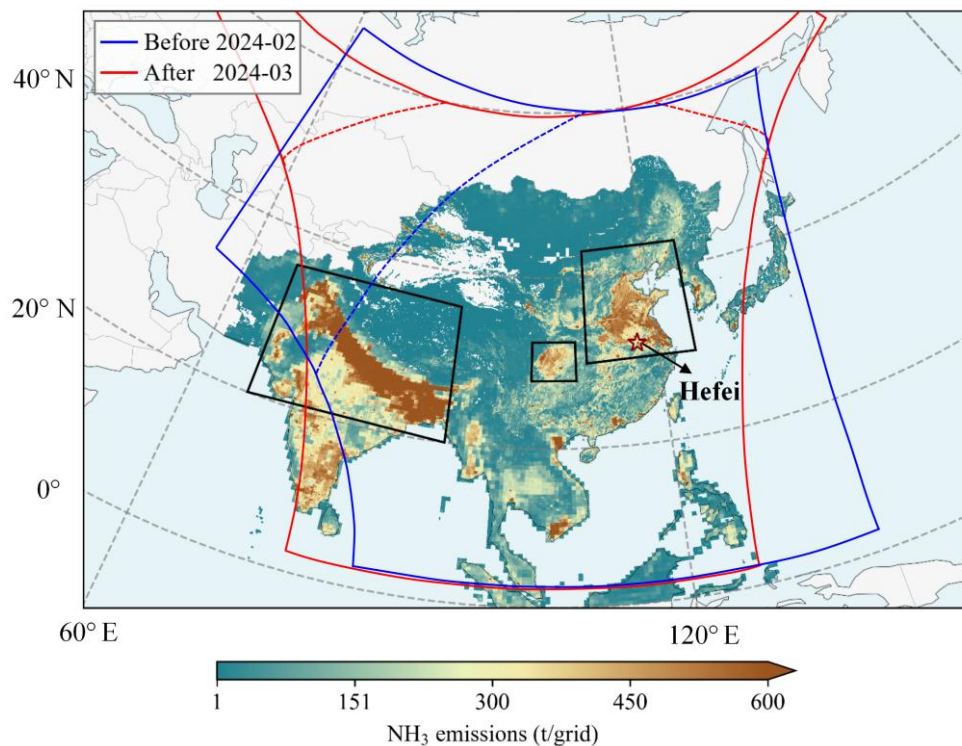 Before 2024-02
After 2024-03
40° N
20° N
0°
Hefei
60° E
120° E
1
151
300
450
600
NH₃ emissions (t/grid)